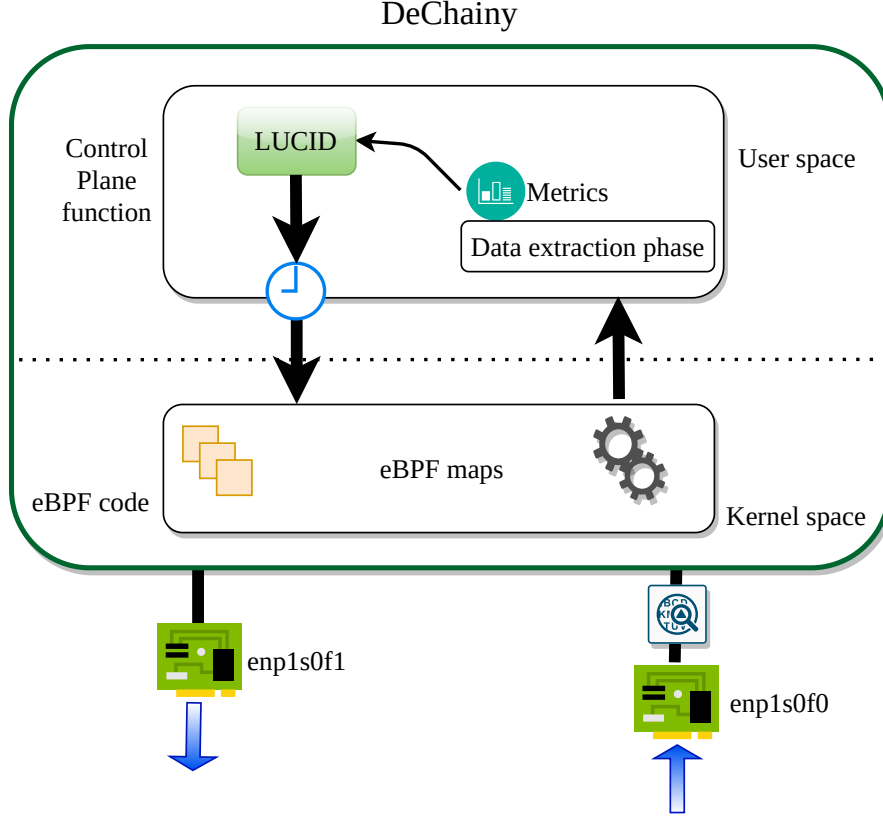 DeChainy
LUCID
Control
Plane
function
User space
Metrics
Data extraction phase
eBPF maps
eBPF code
Kernel space
enp1s0f1
enp1s0f0